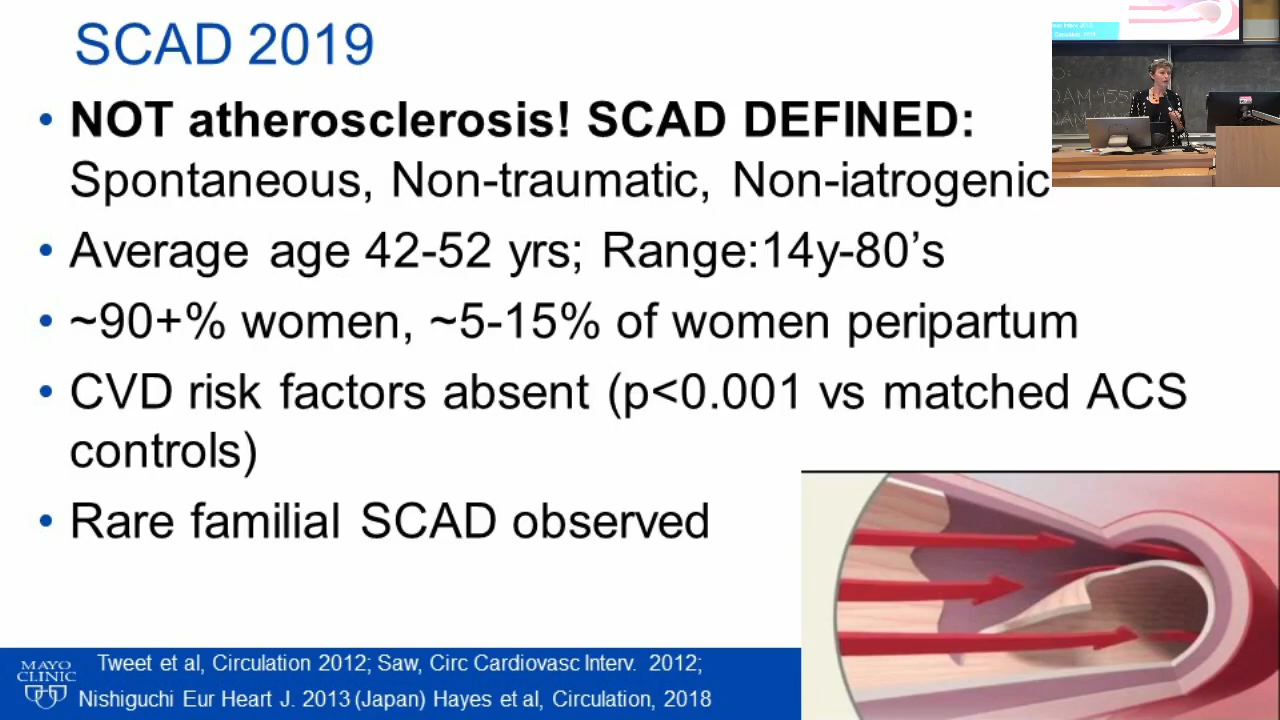 SCAD 2019
• NOT atherosclerosis! SCAD DEFINED:
Spontaneous, Non-traumatic, Non-iatrogenic
• Average age 42-52 yrs; Range:14y-80’s
• ~90+% women, ~5-15% of women peripartum
• CVD risk factors absent (p<0.001 vs matched ACS
controls)
• Rare familial SCAD observed
MAYO
CLINIC
Tweet et al, Circulation 2012; Saw, Circ Cardiovasc Interv. 2012;
Nishiguchi Eur Heart J. 2013 (Japan) Hayes et al, Circulation, 2018